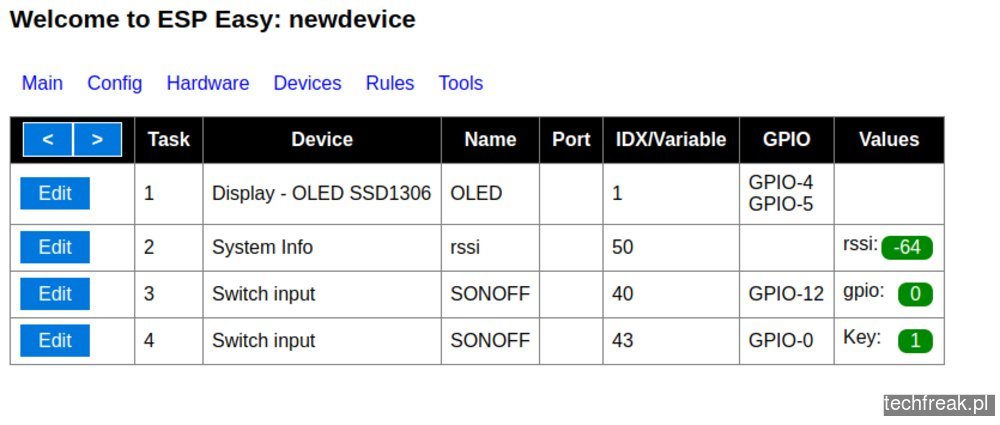 Welcome to ESP Easy: newdevice
Main Config Hardware Devices Rules Tools
< > Task Device Name Port IDX/Variable GPIO Values
Edit 1 Display - OLED SSD1306 OLED 1 GPIO-4
GPIO-5
Edit 2 System Info rssi 50 rssi: -64
Edit 3 Switch input SONOFF 40 GPIO-12 gpio: 0
Edit 4 Switch input SONOFF 43 GPIO-0 Key: 1
techfreak.pl